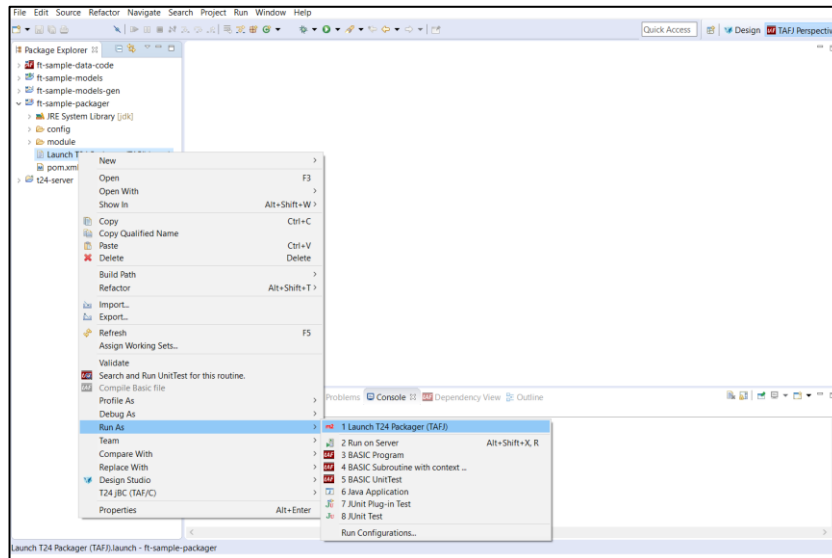 File Edit Source Refactor Navigate Search Project Run Window Help
Quick Access Design TAFJ Perspectiv
Package Explorer
ft-sample-data-code
ft-sample-models
ft-sample-models-gen
ft-sample-packager
JRE System Library [jdk]
config
module
Launch
pom.xml
t24-server
New
Open F3
Open With
Show In Alt+Shift+W
Copy Ctrl+C
Copy Qualified Name
Paste Ctrl+V
Delete Delete
Build Path
Refactor Alt+Shift+T
Import...
Export...
Refresh F5
Assign Working Sets...
Validate
Search and Run UnitTest for this routine.
Compile Basic file
Profile As
Debug As
Run As
Team
Compare With
Replace With
Design Studio
T24 jBC (TAF/C)
Properties Alt+Enter
Problems Console Dependency View Outline
1 Launch T24 Packager (TAFJ)
2 Run on Server Alt+Shift+X, R
3 BASIC Program
4 BASIC Subroutine with context ...
5 BASIC UnitTest
6 Java Application
7 JUnit Plug-in Test
8 JUnit Test
Run Configurations...
Launch T24 Packager (TAFJ).launch - ft-sample-packager